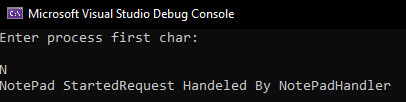 Microsoft Visual Studio Debug Console
Enter process first char:
N
NotePad StartedRequest Handeled By NotePadHandler